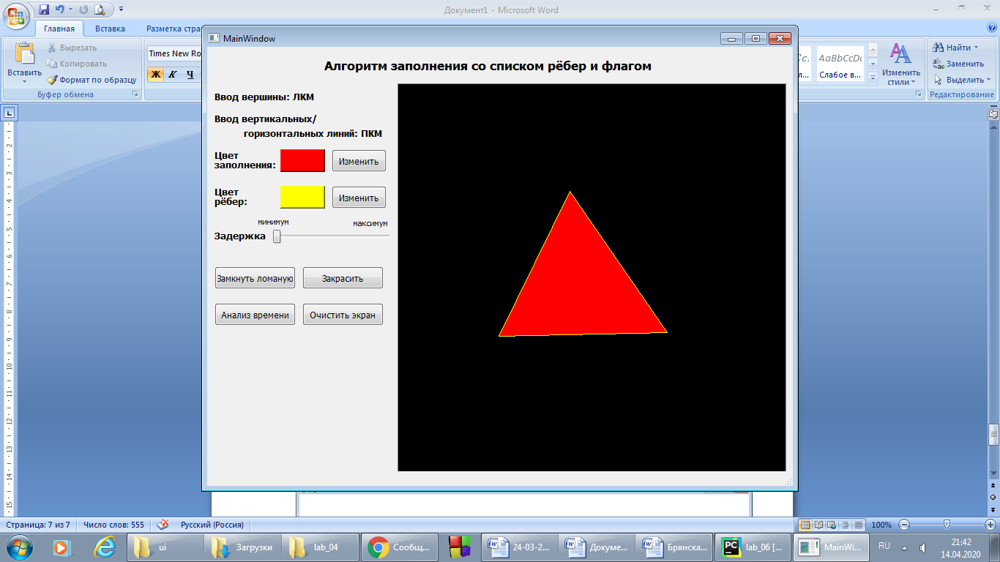 Документ1 - Microsoft Word
Главная Вставка Разметка стра
Вставить
Вырезать
Копировать
Формат по образцу
Буфер обмена
Times New Ro
Ж К Ч
АаBbCcDc
Слабое в...
Изменить
стили
Найти
Заменить
Выделить
Редактирование
MainWindow
Алгоритм заполнения со списком рёбер и флагом
Ввод вершины: ЛКМ
Ввод вертикальных/
горизонтальных линий: ПКМ
Цвет
заполнения:
Изменить
Цвет
рёбер:
Изменить
минимум максимум
Задержка
Замкнуть ломаную Закрасить
Анализ времени Очистить экран
Страница: 7 из 7 Число слов: 555 Русский (Россия) 100%
ui Загрузки lab_04 Сообщ... 24-03-2... Докуме... Брянска... lab_06 [... MainWi... RU 21:42
14.04.2020